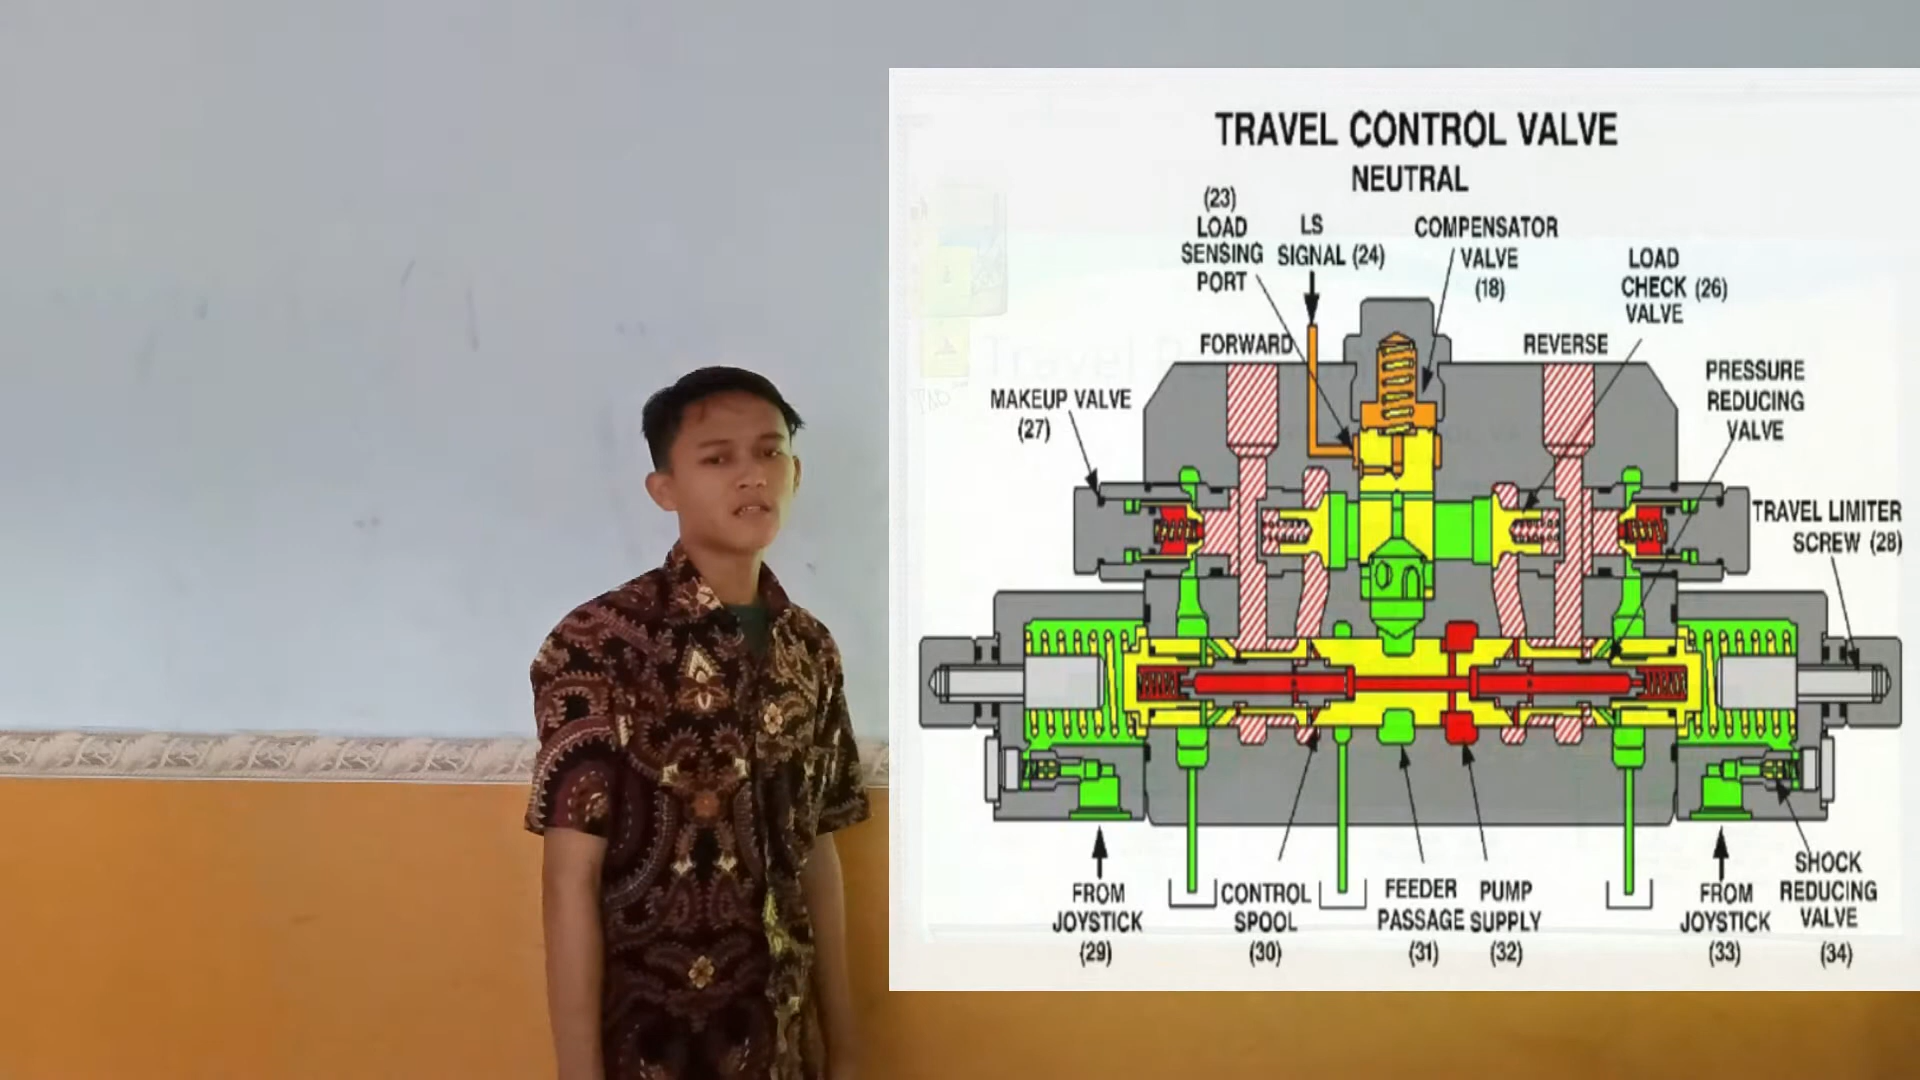 TRAVEL CONTROL VALVE
NEUTRAL
(23)
LOAD
SENSING
PORT
LS
SIGNAL (24)
COMPENSATOR
VALVE
(18)
LOAD
CHECK (26)
VALVE
FORWARD
REVERSE
PRESSURE
REDUCING
VALVE
MAKEUP VALVE
(27)
TRAVEL LIMITER
SCREW (28)
FROM
JOYSTICK
(29)
CONTROL
SPOOL
(30)
FEEDER
PASSAGE
(31)
PUMP
SUPPLY
(32)
FROM
JOYSTICK
(33)
SHOCK
REDUCING
VALVE
(34)